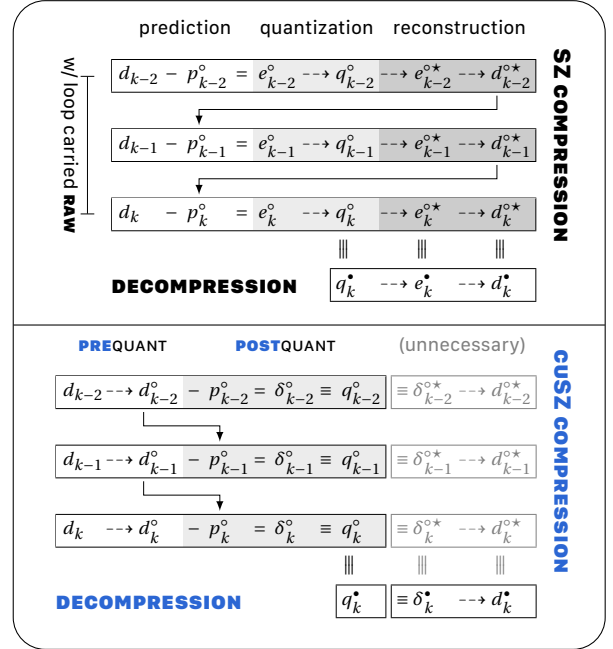 prediction quantization reconstruction
d_{k−2} − p°_{k−2} = e°_{k−2} ⇢ q°_{k−2} ⇢ e°★_{k−2} ⇢ d°★_{k−2}
w/ loop carried RAW
d_{k−1} − p°_{k−1} = e°_{k−1} ⇢ q°_{k−1} ⇢ e°★_{k−1} ⇢ d°★_{k−1}
SZ COMPRESSION
d_k − p°_k = e°_k ⇢ q°_k ⇢ e°★_k ⇢ d°★_k
DECOMPRESSION q•_k ⇢ e•_k ⇢ d•_k
PREQUANT POSTQUANT (unnecessary)
d_{k−2} ⇢ d°_{k−2} − p°_{k−2} = δ°_{k−2} ≡ q°_{k−2} ≡ δ°★_{k−2} ⇢ d°★_{k−2}
d_{k−1} ⇢ d°_{k−1} − p°_{k−1} = δ°_{k−1} ≡ q°_{k−1} ≡ δ°★_{k−1} ⇢ d°★_{k−1}
cuSZ COMPRESSION
d_k ⇢ d°_k − p°_k = δ°_k ≡ q°_k ≡ δ°★_k ⇢ d°★_k
DECOMPRESSION q•_k ≡ δ•_k ⇢ d•_k